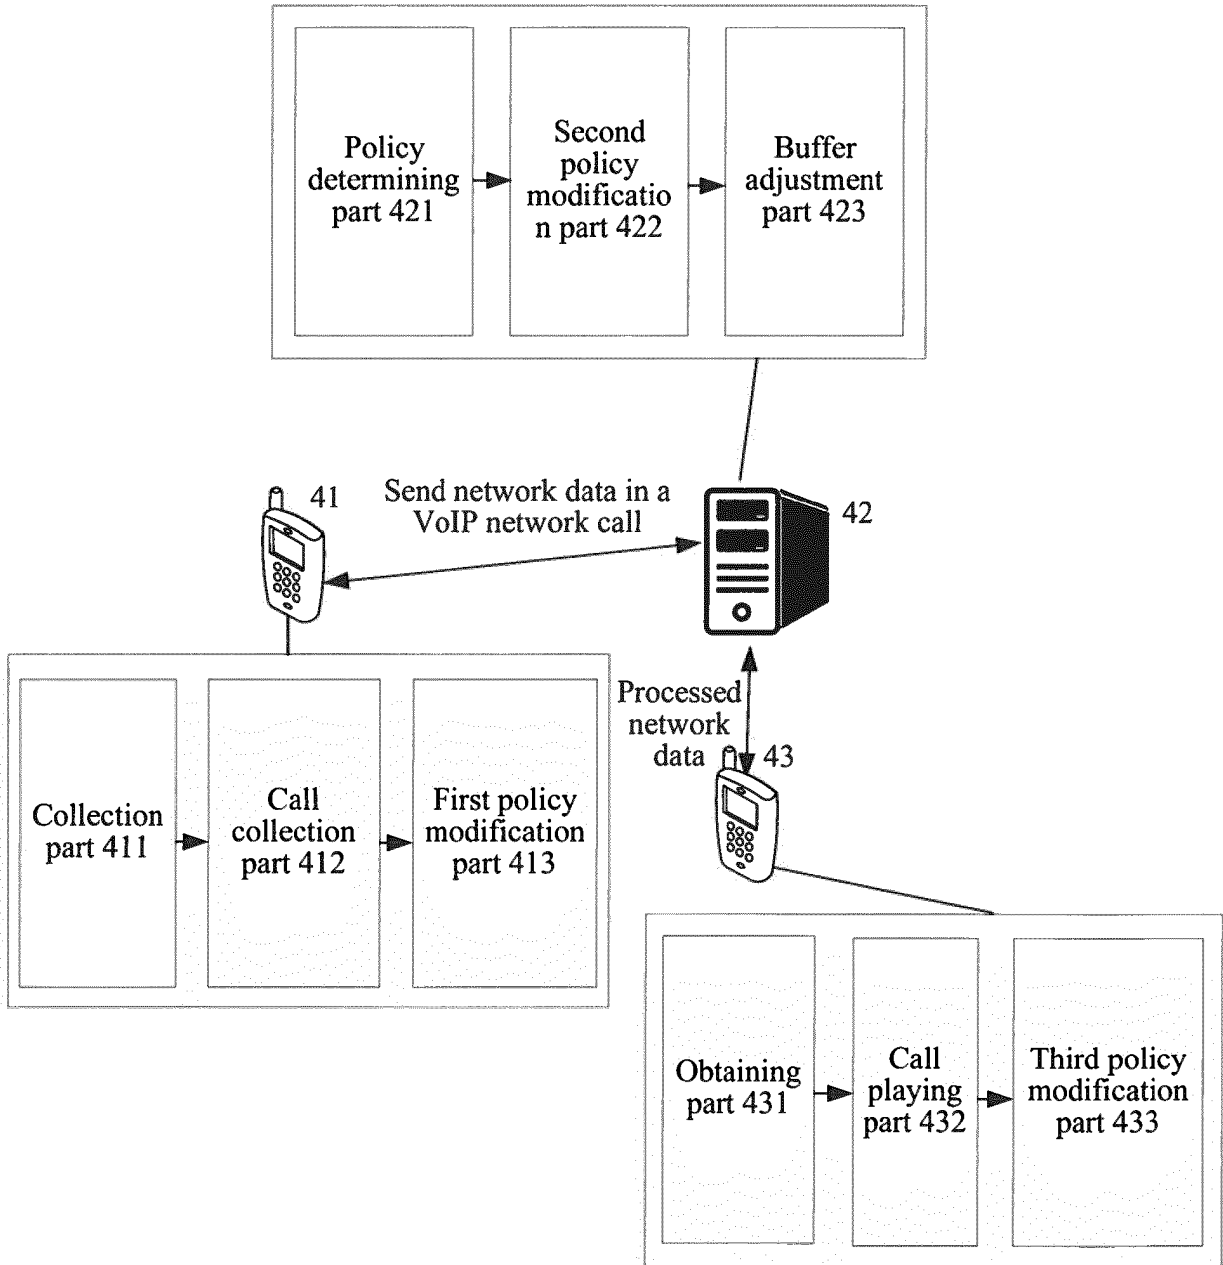 Policy
determining
part 421
Second
policy
modificatio
n part 422
Buffer
adjustment
part 423
41
Send network data in a
VoIP network call
42
Processed
network
data
43
Collection
part 411
Call
collection
part 412
First policy
modification
part 413
Obtaining
part 431
Call
playing
part 432
Third policy
modification
part 433